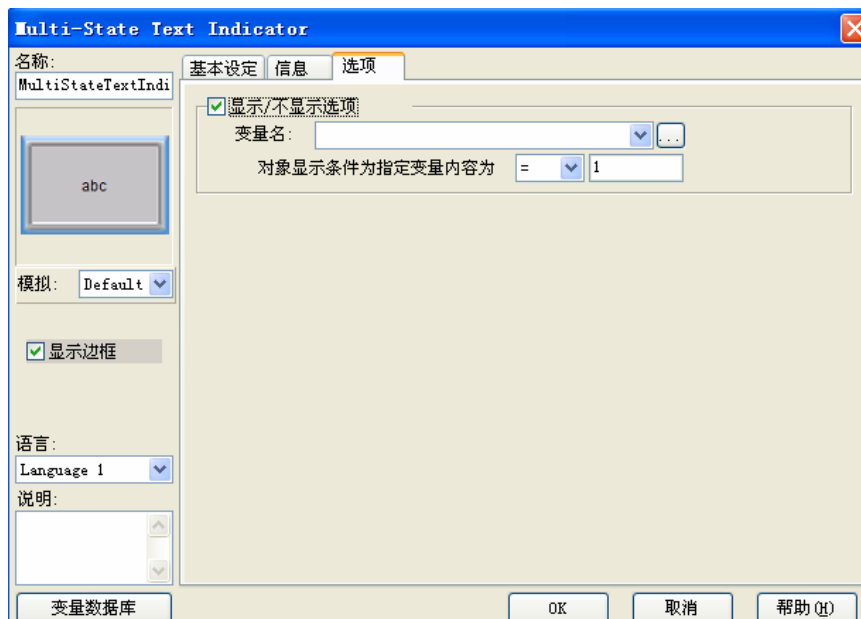 Multi-State Text Indicator
名称:
MultiStateTextIndi
abc
模拟: Default
显示边框
语言:
Language 1
说明:
变量数据库
基本设定 信息 选项
显示/不显示选项
变量名: ...
对象显示条件为指定变量内容为 = 1
OK 取消 帮助(H)